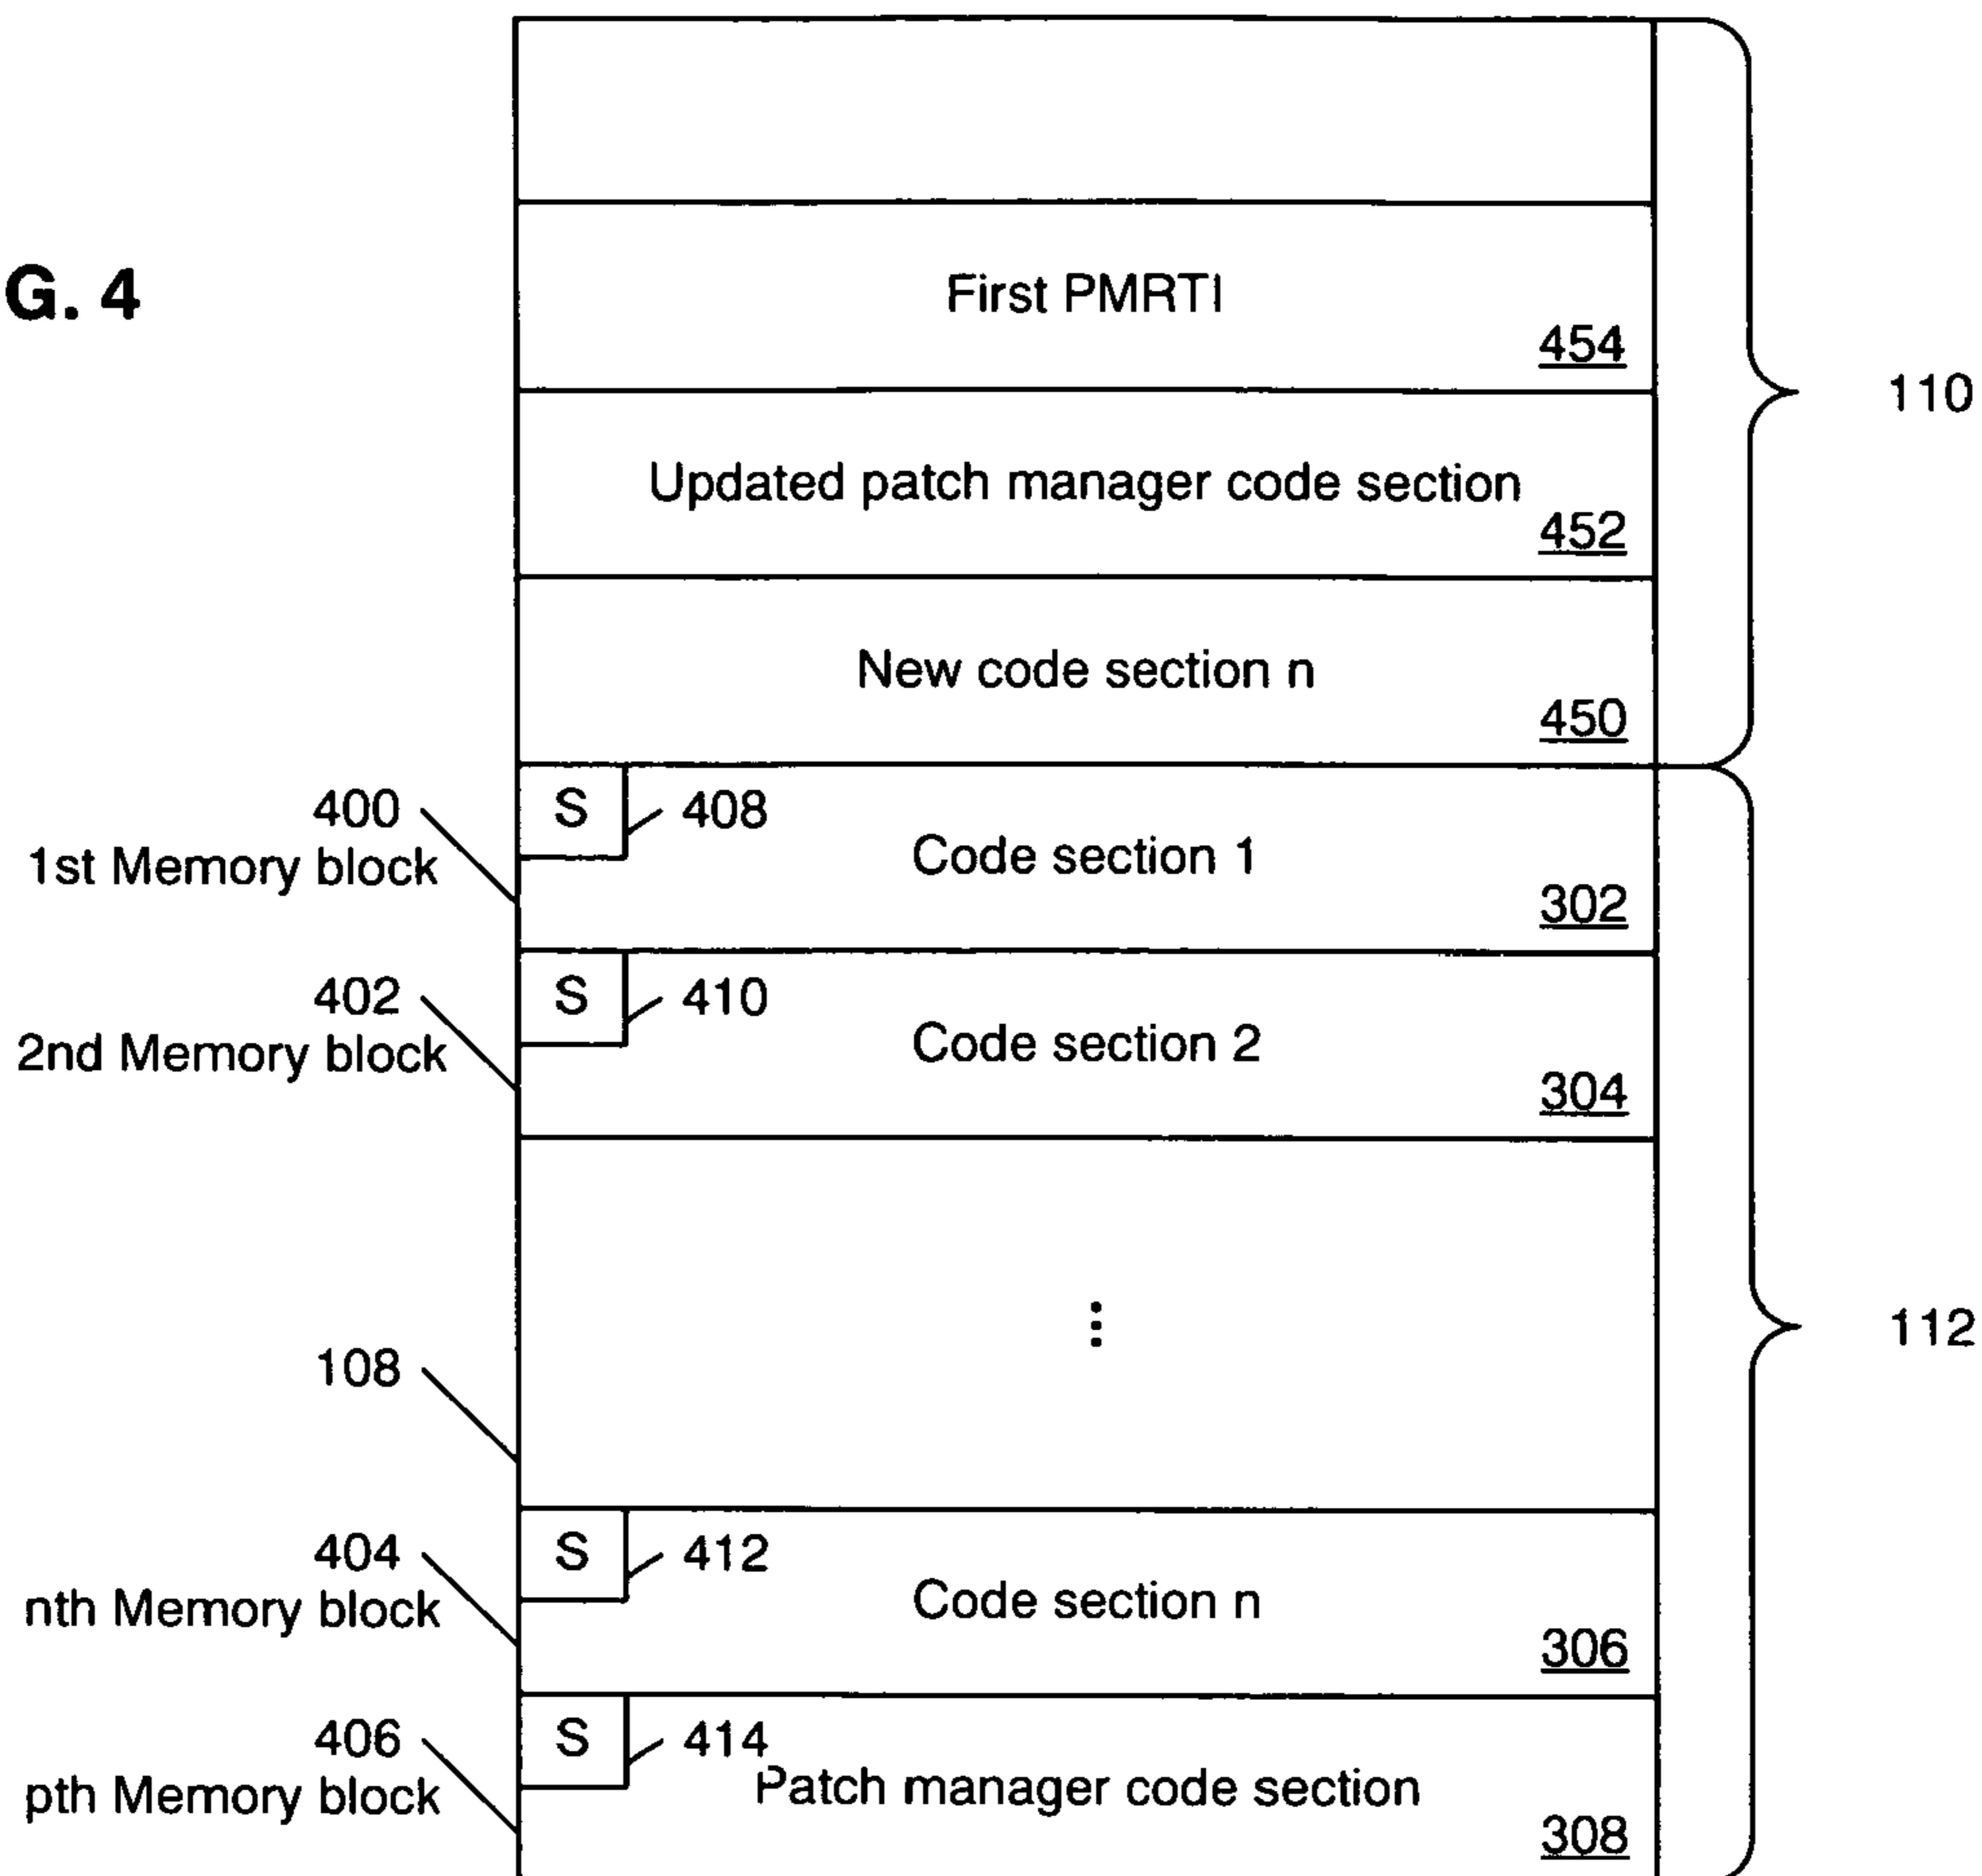 G. 4
First PMRTI
454
110
Updated patch manager code section
452
New code section n
450
400
1st Memory block
S
408
Code section 1
302
402
2nd Memory block
S
410
Code section 2
304
⋮
112
108
404
nth Memory block
S
412
Code section n
306
406
pth Memory block
S
414
Patch manager code section
308